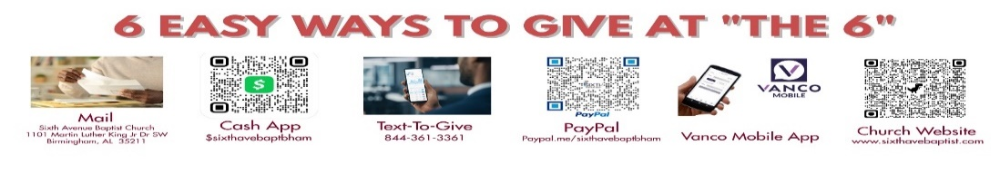 6 EASY WAYS TO GIVE AT "THE 6"
Mail
Sixth Avenue Baptist Church
1101 Martin Luther King Jr Dr SW
Birmingham, AL 35211
$
Cash App
$sixthavebaptbham
Text-To-Give
844-361-3361
PayPal
PayPal
Paypal.me/sixthavebaptbham
VANCO
MOBILE
Vanco Mobile App
Church Website
www.sixthavebaptist.com